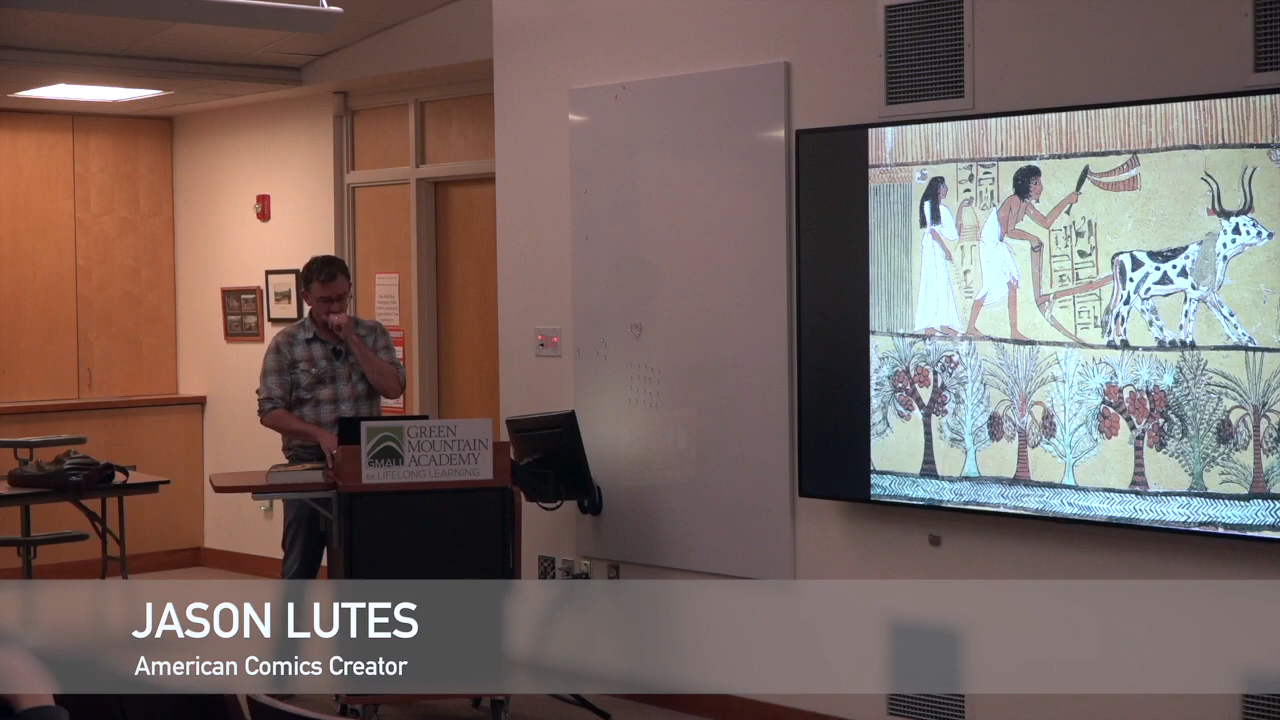 GREEN
MOUNTAIN
ACADEMY
for LIFELONG LEARNING
GMALL
JASON LUTES
American Comics Creator